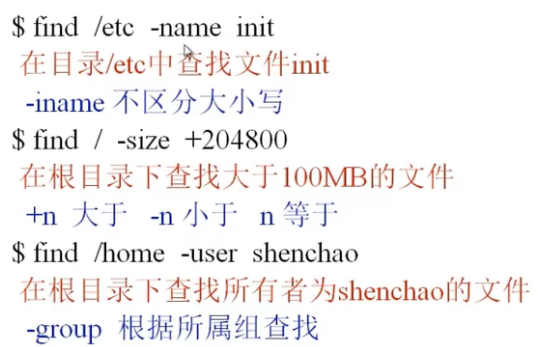 $ find /etc -name init
在目录/etc中查找文件init
-iname 不区分大小写
$ find / -size +204800
在根目录下查找大于100MB的文件
+n 大于 -n 小于 n 等于
$ find /home -user shenchao
在根目录下查找所有者为shenchao的文件
-group 根据所属组查找